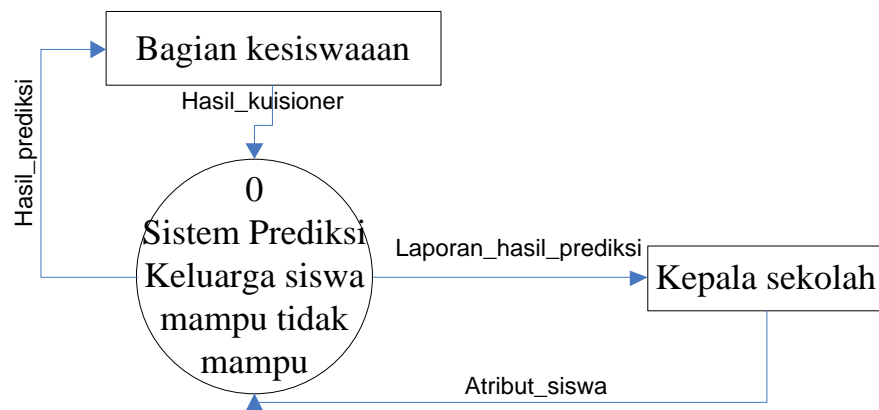 Bagian kesiswaaan
Hasil_kuisioner
Hasil_prediksi
0
Sistem Prediksi
Keluarga siswa
mampu tidak
mampu
Laporan_hasil_prediksi
Kepala sekolah
Atribut_siswa